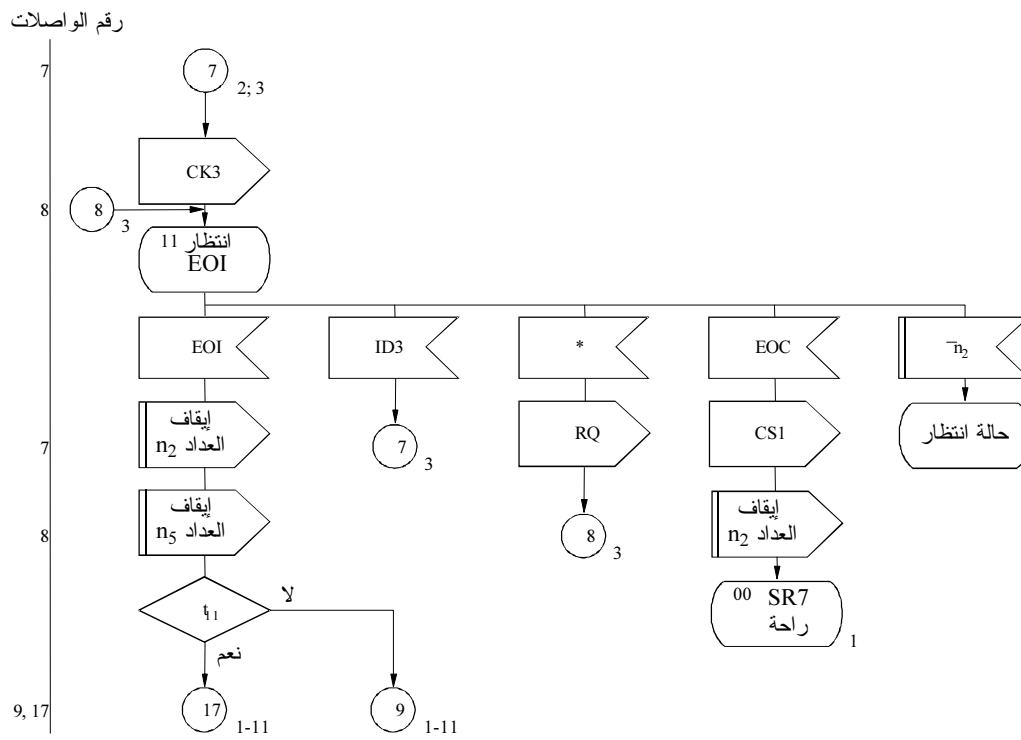 رقم الواصلات
7
7
2; 3
CK3
8
8
3
11 انتظار
EOI
EOI
ID3
*
EOC
n2
إيقاف
العداد n2
7
7
3
RQ
CS1
حالة انتظار
إيقاف
العداد n5
8
8
3
إيقاف
العداد n2
t11
لا
نعم
00 SR7
راحة
1
9, 17
17
1-11
9
1-11